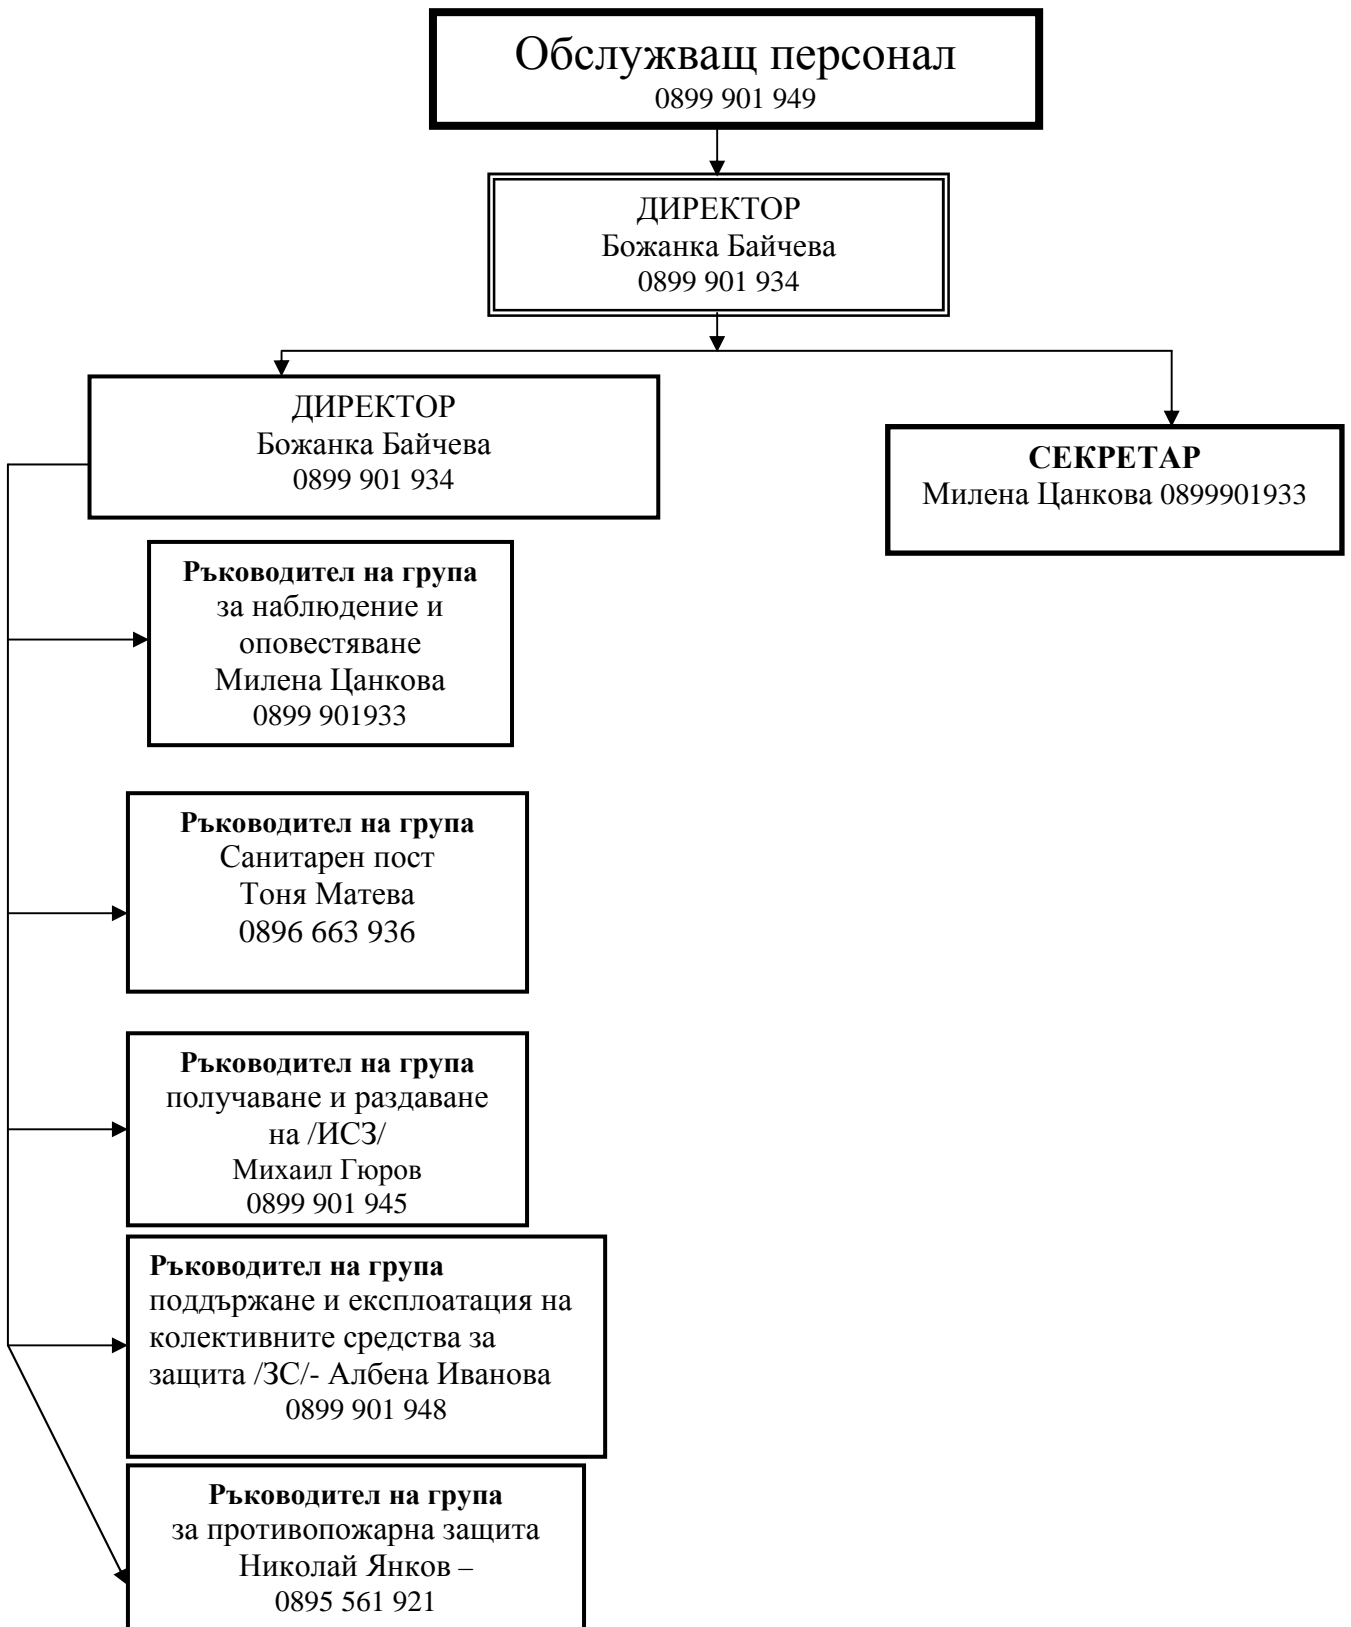 Обслужващ персонал
0899 901 949
ДИРЕКТОР
Божанка Байчева
0899 901 934
ДИРЕКТОР
Божанка Байчева
0899 901 934
СЕКРЕТАР
Милена Цанкова 0899901933
Ръководител на група
за наблюдение и
оповестяване
Милена Цанкова
0899 901933
Ръководител на група
Санитарен пост
Тоня Матева
0896 663 936
Ръководител на група
получаване и раздаване
на /ИСЗ/
Михаил Гюров
0899 901 945
Ръководител на група
поддържане и експлоатация на
колективните средства за
защита /ЗС/- Албена Иванова
0899 901 948
Ръководител на група
за противопожарна защита
Николай Янков –
0895 561 921